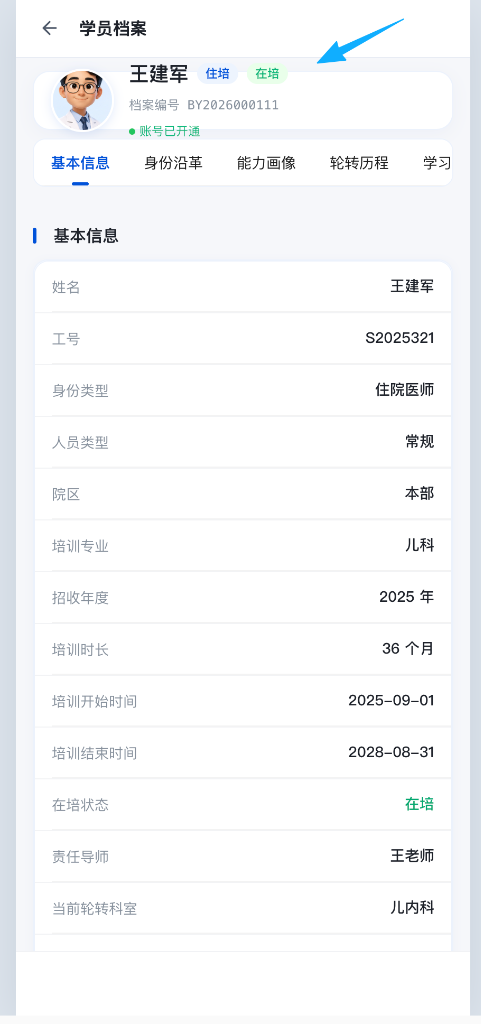 学员档案
王建军 住培 在培
档案编号 BY2026000111
账号已开通
基本信息 身份沿革 能力画像 轮转历程 学习
基本信息
姓名 王建军
工号 S2025321
身份类型 住院医师
人员类型 常规
院区 本部
培训专业 儿科
招收年度 2025 年
培训时长 36 个月
培训开始时间 2025-09-01
培训结束时间 2028-08-31
在培状态 在培
责任导师 王老师
当前轮转科室 儿内科